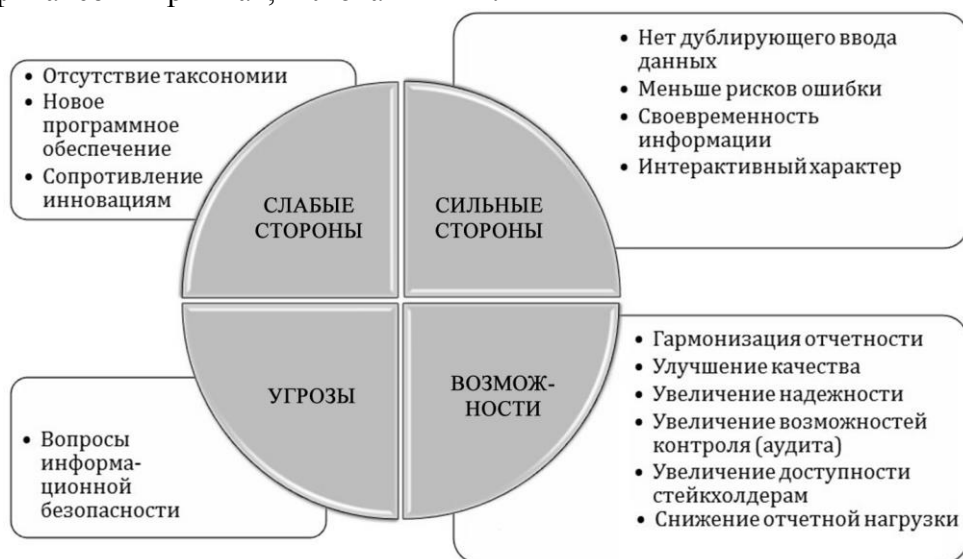 • Отсутствие таксономии
• Новое
программное
обеспечение
• Сопротивление
инновациям
• Нет дублирующего ввода
данных
• Меньше рисков ошибки
• Своевременность
информации
• Интерактивный характер
СЛАБЫЕ
СТОРОНЫ
СИЛЬНЫЕ
СТОРОНЫ
УГРОЗЫ
ВОЗМОЖ-
НОСТИ
• Вопросы
информа-
ционной
безопасности
• Гармонизация отчетности
• Улучшение качества
• Увеличение надежности
• Увеличение возможностей
контроля (аудита)
• Увеличение доступности
стейкхолдерам
• Снижение отчетной нагрузки